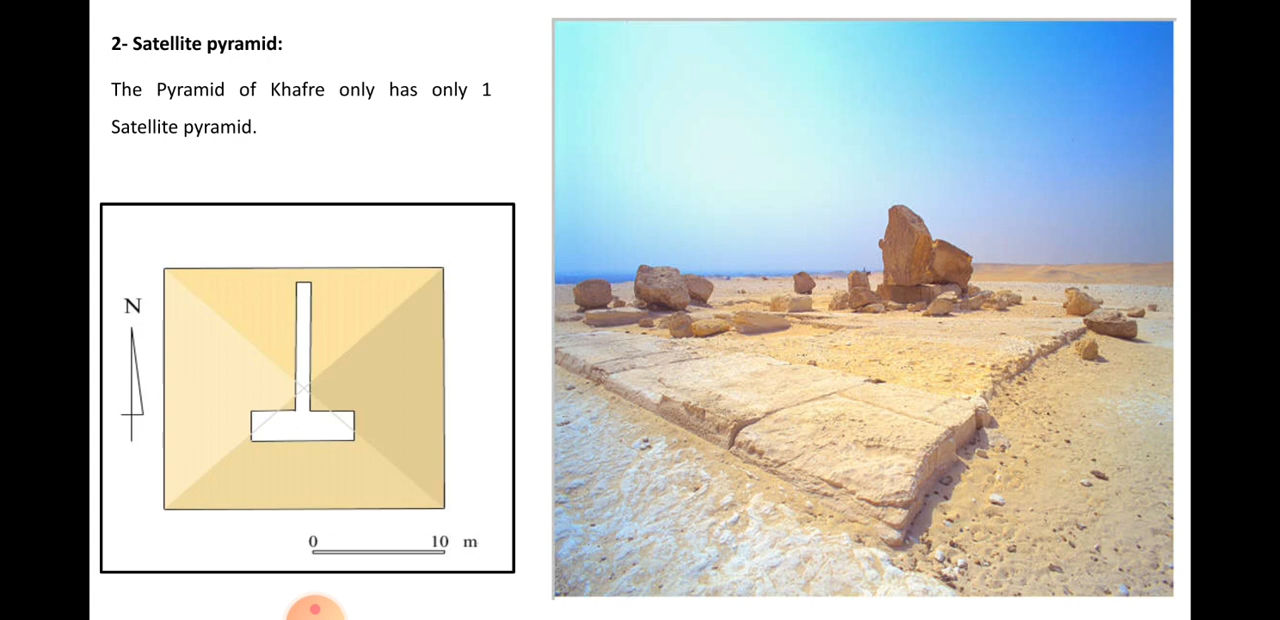 2- Satellite pyramid:
The Pyramid of Khafre only has only 1
Satellite pyramid.
N
0 10 m